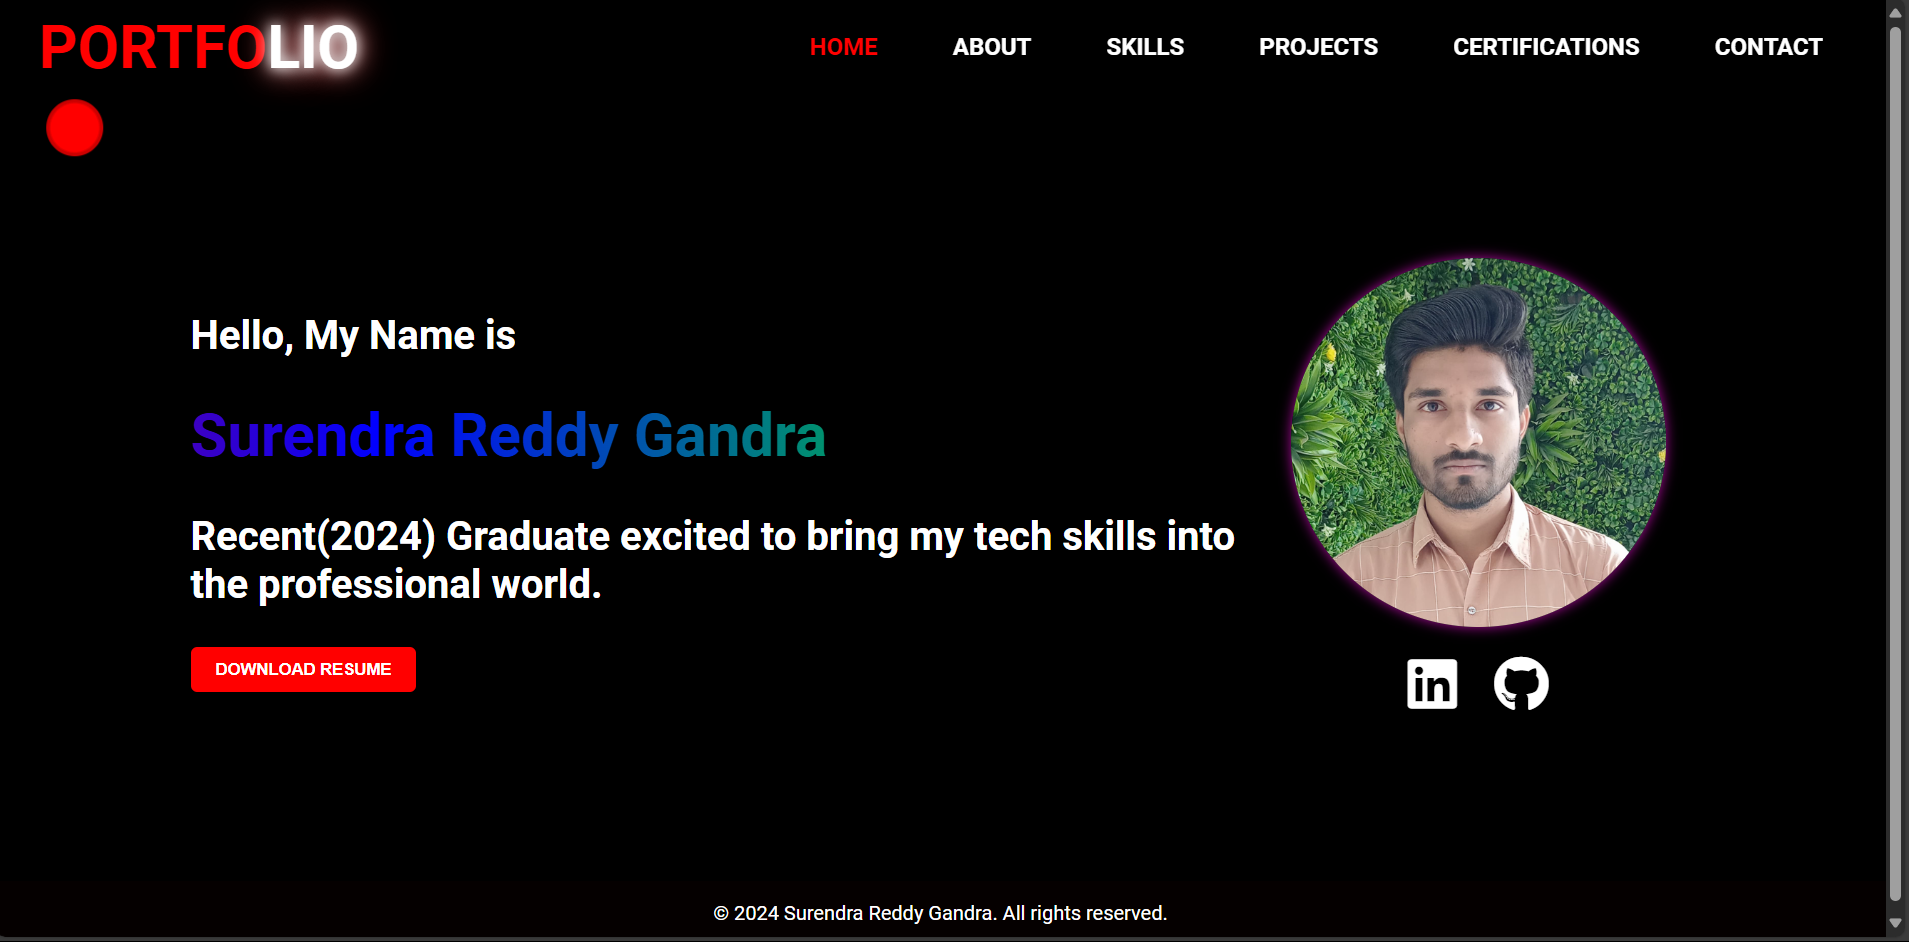 PORTFOLIO
HOME ABOUT SKILLS PROJECTS CERTIFICATIONS CONTACT
Hello, My Name is
Surendra Reddy Gandra
Recent(2024) Graduate excited to bring my tech skills into
the professional world.
DOWNLOAD RESUME
in
© 2024 Surendra Reddy Gandra. All rights reserved.